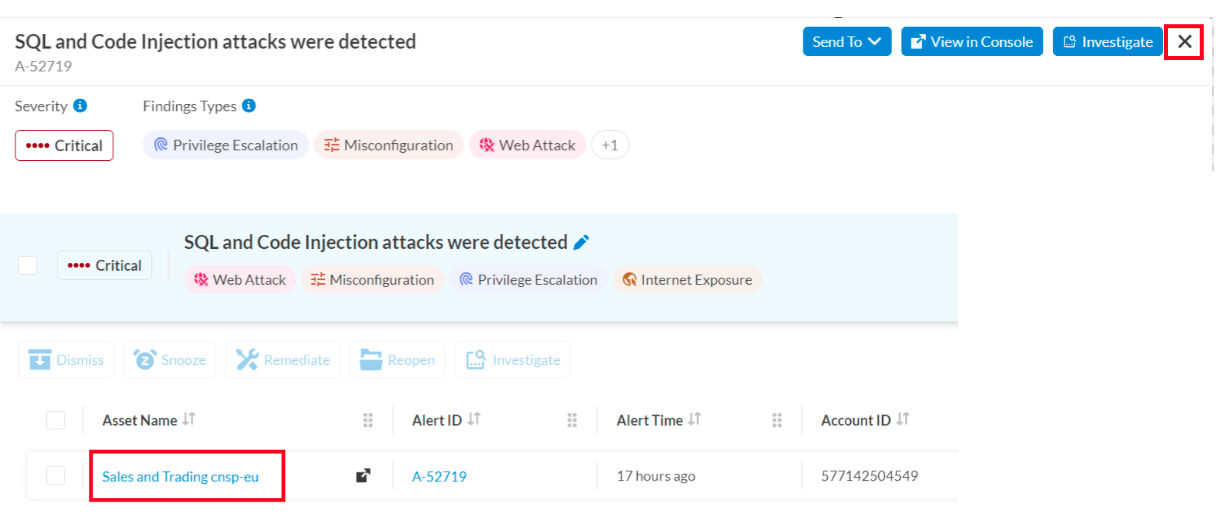 SQL and Code Injection attacks were detected
Send To View in Console Investigate
A-52719
Severity Findings Types
Critical Privilege Escalation Misconfiguration Web Attack +1
SQL and Code Injection attacks were detected
Critical
Web Attack Misconfiguration Privilege Escalation Internet Exposure
Dismiss Snooze Remediate Reopen Investigate
Asset Name Alert ID Alert Time Account ID
Sales and Trading cnsp-eu A-52719 17 hours ago 577142504549